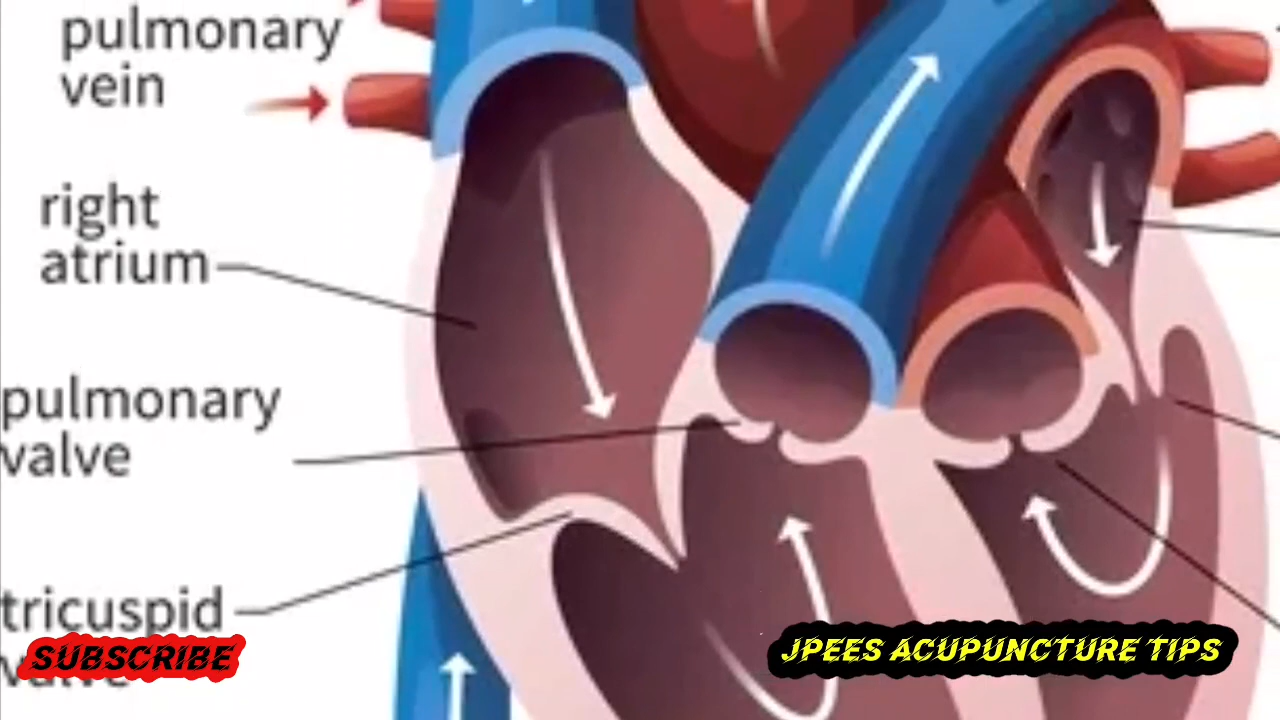 pulmonary
vein
right
atrium
pulmonary
valve
tricuspid
valve
SUBSCRIBE
JPEES ACUPUNCTURE TIPS